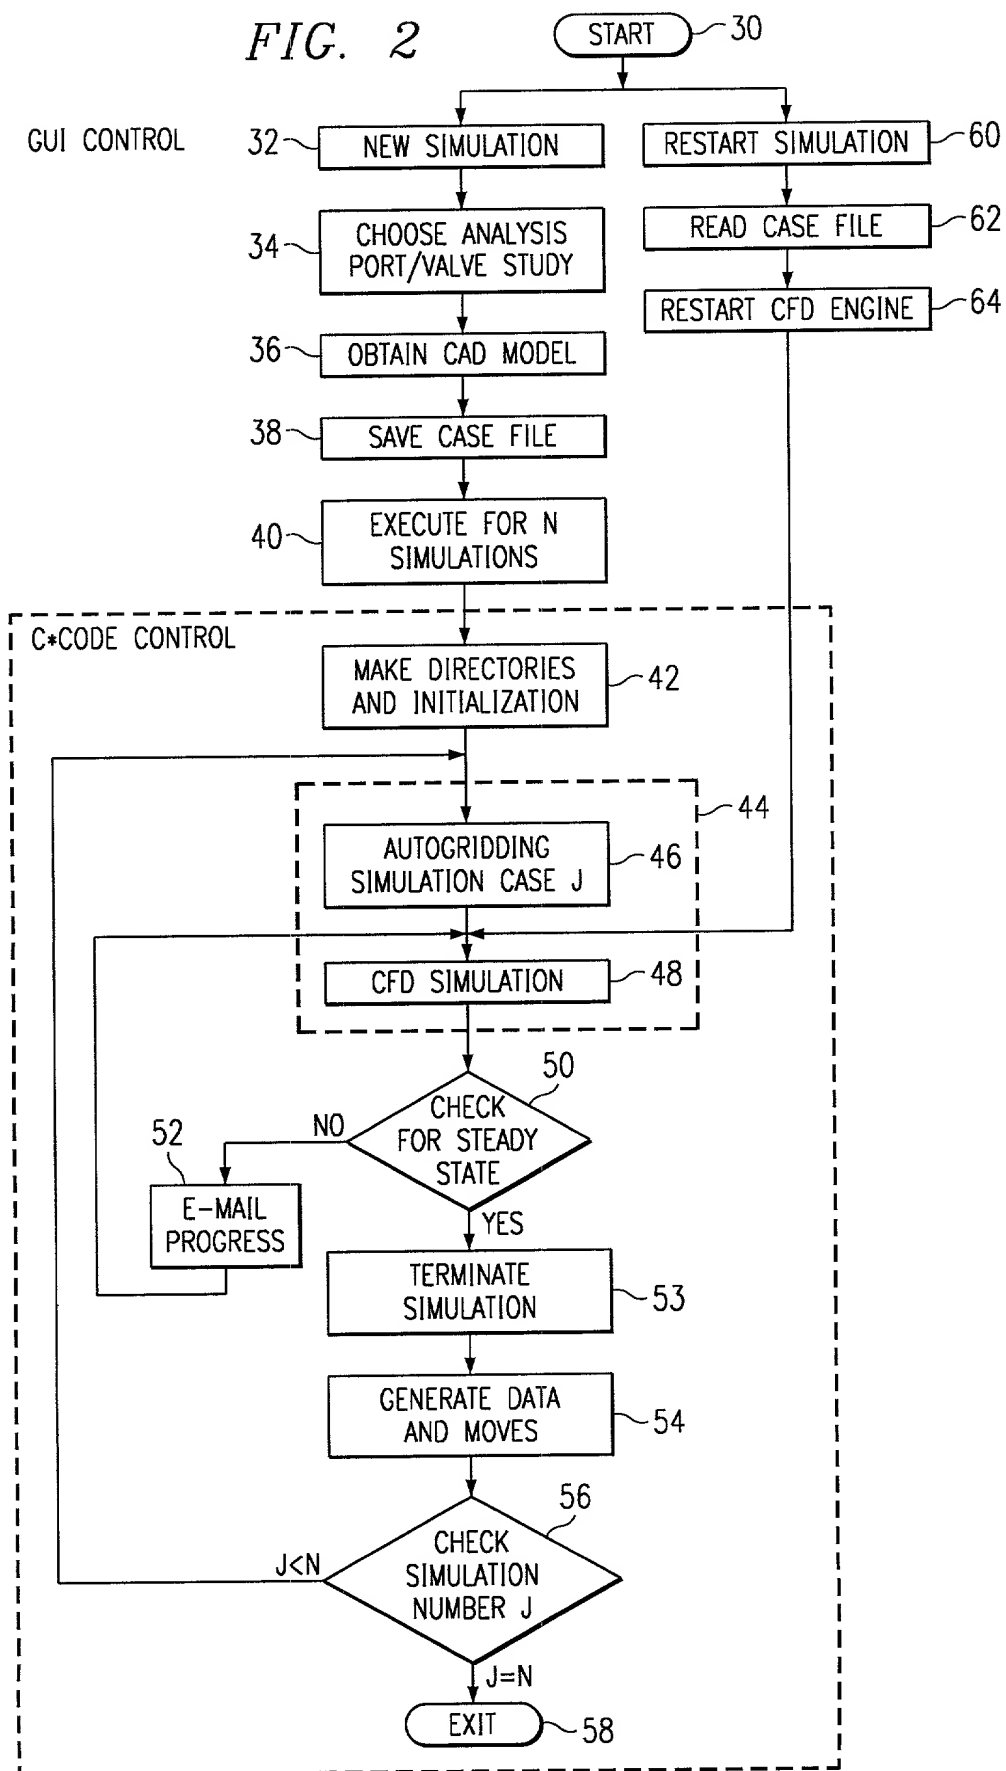 FIG. 2
START
30
GUI CONTROL
32
NEW SIMULATION
RESTART SIMULATION
60
34
CHOOSE ANALYSIS
PORT/VALVE STUDY
READ CASE FILE
62
RESTART CFD ENGINE
64
36
OBTAIN CAD MODEL
38
SAVE CASE FILE
40
EXECUTE FOR N
SIMULATIONS
C*CODE CONTROL
MAKE DIRECTORIES
AND INITIALIZATION
42
44
AUTOGRIDDING
SIMULATION CASE J
46
CFD SIMULATION
48
50
CHECK
FOR STEADY
STATE
NO
52
E-MAIL
PROGRESS
YES
TERMINATE
SIMULATION
53
GENERATE DATA
AND MOVES
54
56
CHECK
SIMULATION
NUMBER J
J<N
J=N
EXIT
58